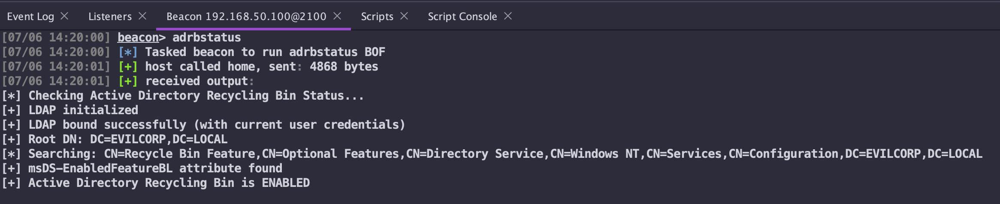 Event Log Listeners Beacon 192.168.50.100@2100 Scripts Script Console
[07/06 14:20:00] beacon> adrbstatus
[07/06 14:20:00] [*] Tasked beacon to run adrbstatus BOF
[07/06 14:20:01] [+] host called home, sent: 4868 bytes
[07/06 14:20:01] [+] received output:
[*] Checking Active Directory Recycling Bin Status...
[+] LDAP initialized
[+] LDAP bound successfully (with current user credentials)
[+] Root DN: DC=EVILCORP,DC=LOCAL
[*] Searching: CN=Recycle Bin Feature,CN=Optional Features,CN=Directory Service,CN=Windows NT,CN=Services,CN=Configuration,DC=EVILCORP,DC=LOCAL
[+] msDS-EnabledFeatureBL attribute found
[+] Active Directory Recycling Bin is ENABLED